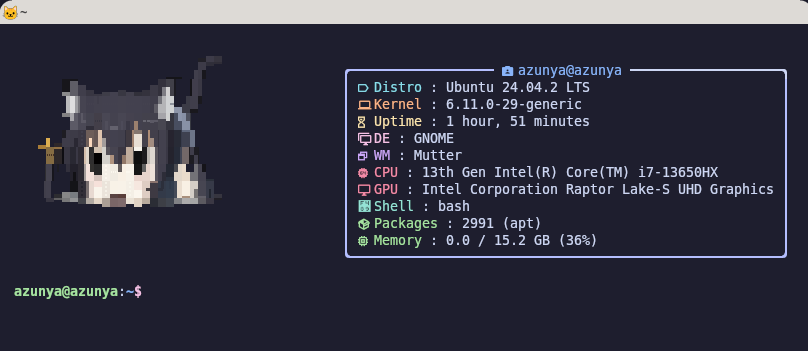 ~
azunya@azunya
Distro : Ubuntu 24.04.2 LTS
Kernel : 6.11.0-29-generic
Uptime : 1 hour, 51 minutes
DE : GNOME
WM : Mutter
CPU : 13th Gen Intel(R) Core(TM) i7-13650HX
GPU : Intel Corporation Raptor Lake-S UHD Graphics
Shell : bash
Packages : 2991 (apt)
Memory : 0.0 / 15.2 GB (36%)
azunya@azunya:~$